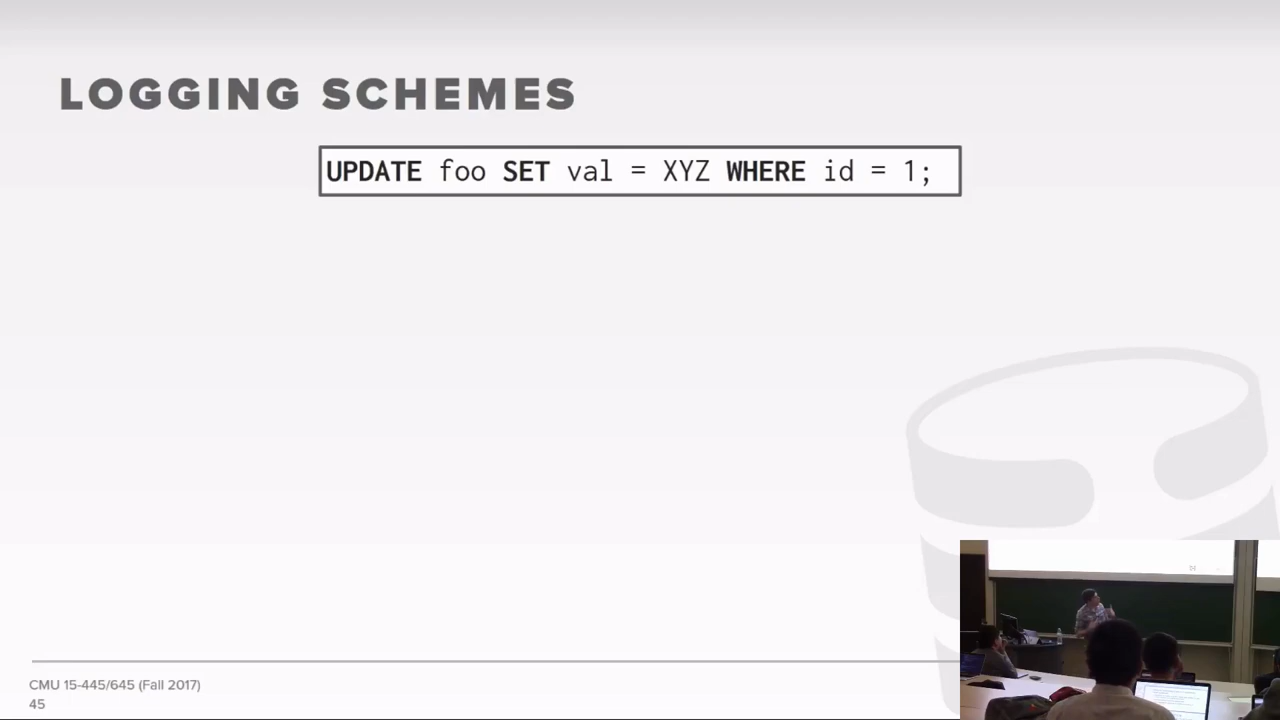 LOGGING SCHEMES
UPDATE foo SET val = XYZ WHERE id = 1;
CMU 15-445/645 (Fall 2017)
45